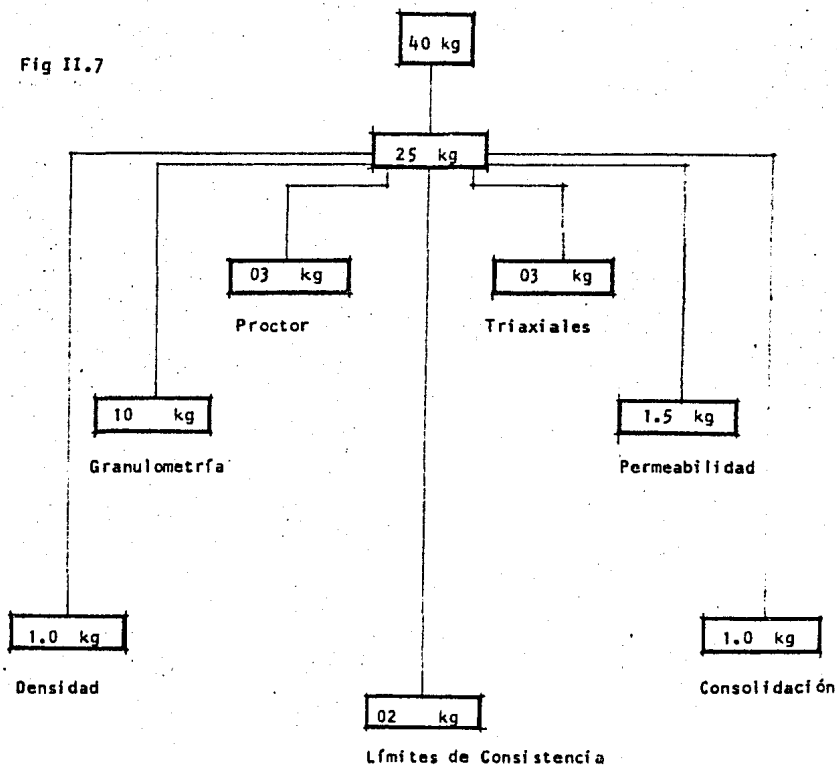 40 kg
Fig II.7
25 kg
03 kg
03 kg
Proctor
Triaxiales
10 kg
1.5 kg
Granulometría
Permeabilidad
1.0 kg
1.0 kg
Densidad
Consolidación
02 kg
Límites de Consistencia